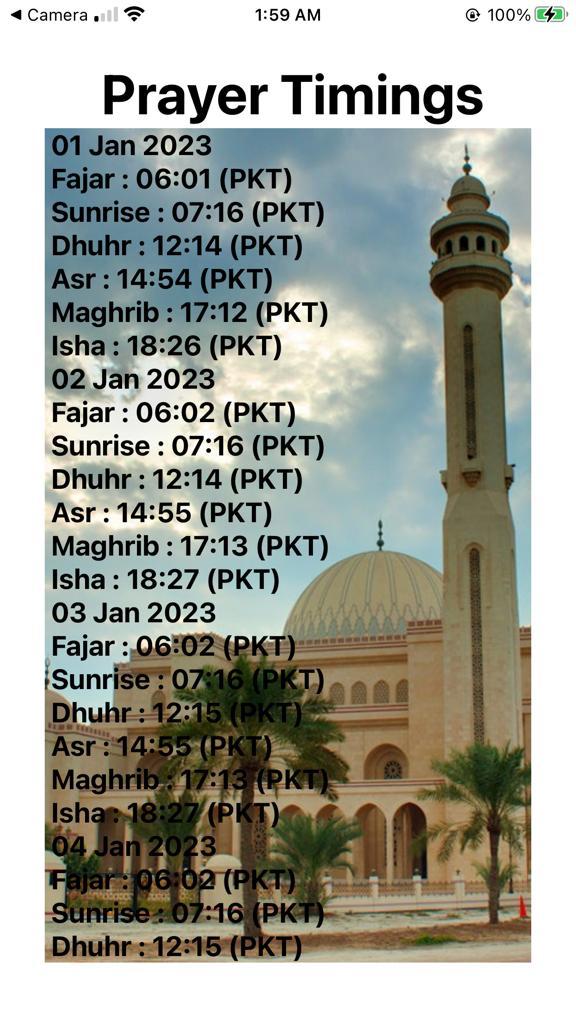 Camera 1:59 AM 100%
Prayer Timings
01 Jan 2023
Fajar : 06:01 (PKT)
Sunrise : 07:16 (PKT)
Dhuhr : 12:14 (PKT)
Asr : 14:54 (PKT)
Maghrib : 17:12 (PKT)
Isha : 18:26 (PKT)
02 Jan 2023
Fajar : 06:02 (PKT)
Sunrise : 07:16 (PKT)
Dhuhr : 12:14 (PKT)
Asr : 14:55 (PKT)
Maghrib : 17:13 (PKT)
Isha : 18:27 (PKT)
03 Jan 2023
Fajar : 06:02 (PKT)
Sunrise : 07:16 (PKT)
Dhuhr : 12:15 (PKT)
Asr : 14:55 (PKT)
Maghrib : 17:13 (PKT)
Isha : 18:27 (PKT)
04 Jan 2023
Fajar : 06:02 (PKT)
Sunrise : 07:16 (PKT)
Dhuhr : 12:15 (PKT)